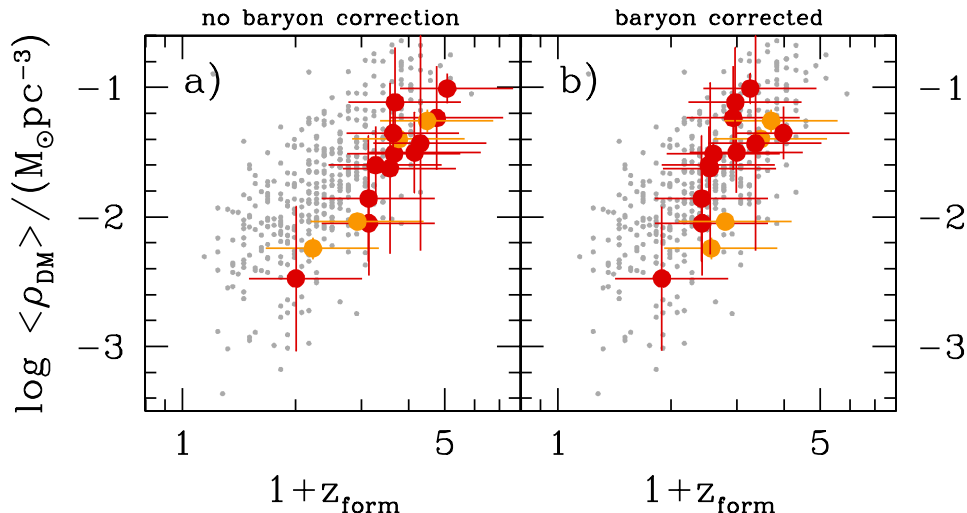 no baryon correction
baryon corrected
log <ρDM>/(M⊙pc−3)
a)
b)
−1
−2
−3
−1
−2
−3
1
5
1
5
1+zform
1+zform